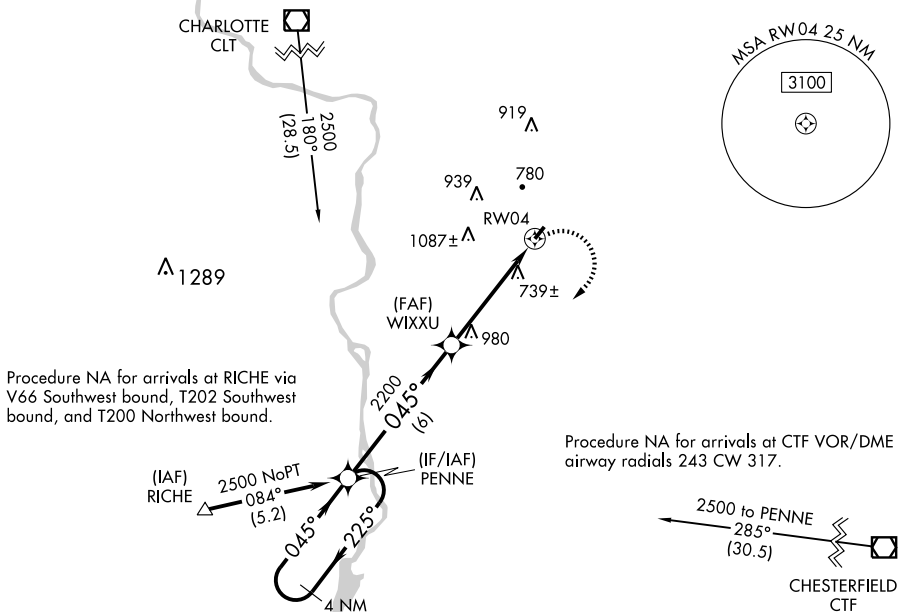 CHARLOTTE
CLT
2500
180°
(28.5)
MSA RW04 25 NM
3100
919
939
780
RW04
1087±
1289
739±
(FAF)
WIXXU
980
Procedure NA for arrivals at RICHE via
V66 Southwest bound, T202 Southwest
bound, and T200 Northwest bound.
2200
045°
(6)
(IAF)
RICHE
2500 NoPT
084°
(5.2)
(IF/IAF)
PENNE
045°
225°
4 NM
Procedure NA for arrivals at CTF VOR/DME
airway radials 243 CW 317.
2500 to PENNE
285°
(30.5)
CHESTERFIELD
CTF